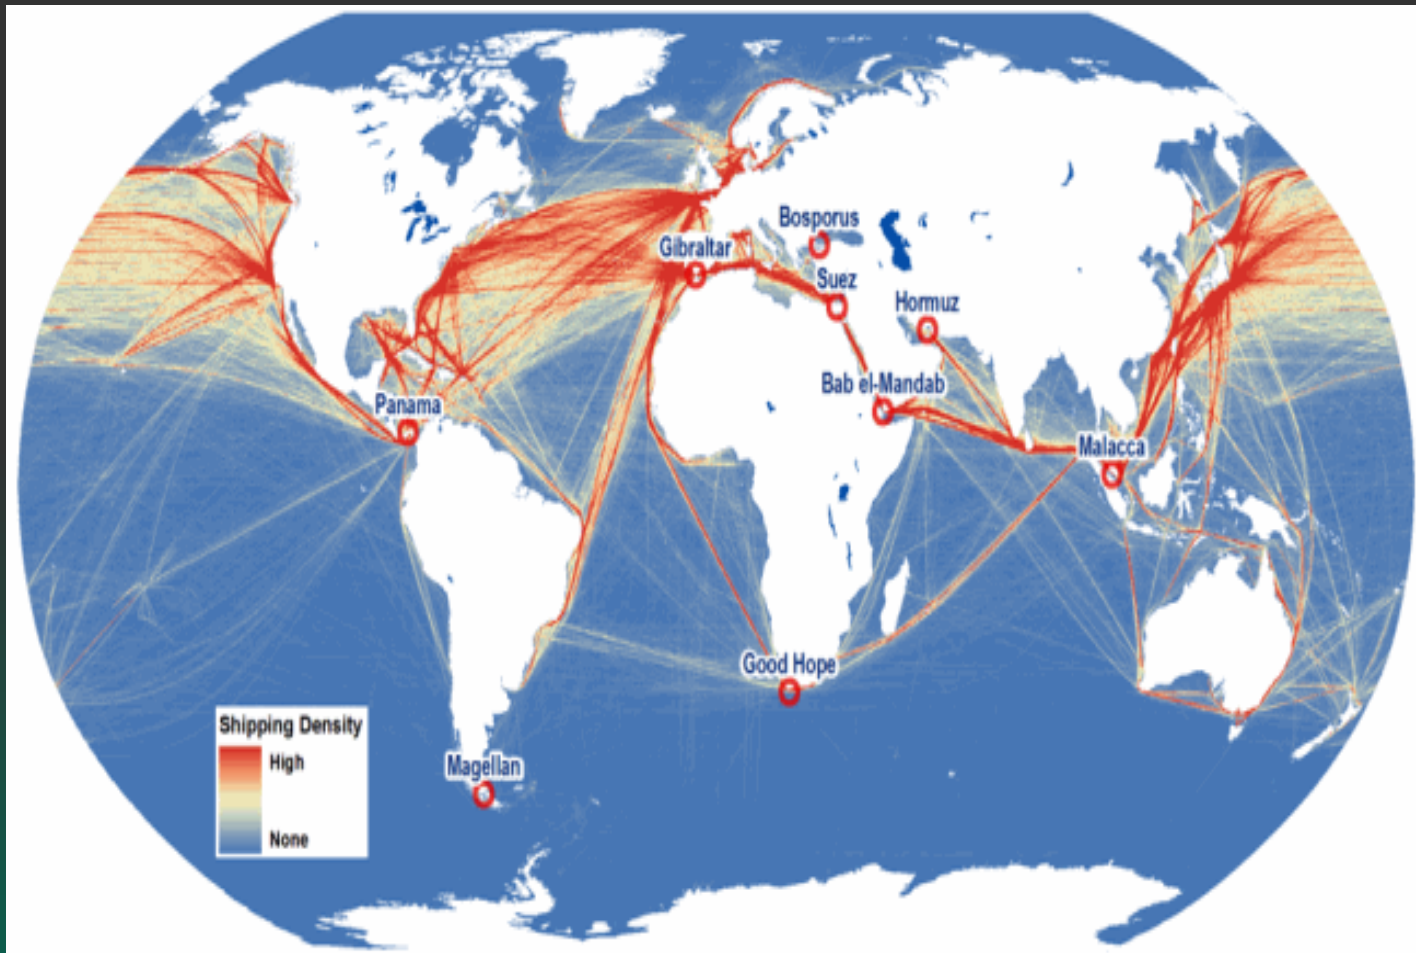 Bosporus
Gibraltar
Suez
Hormuz
Bab el-Mandab
Panama
Malacca
Good Hope
Magellan
Shipping Density
High
None